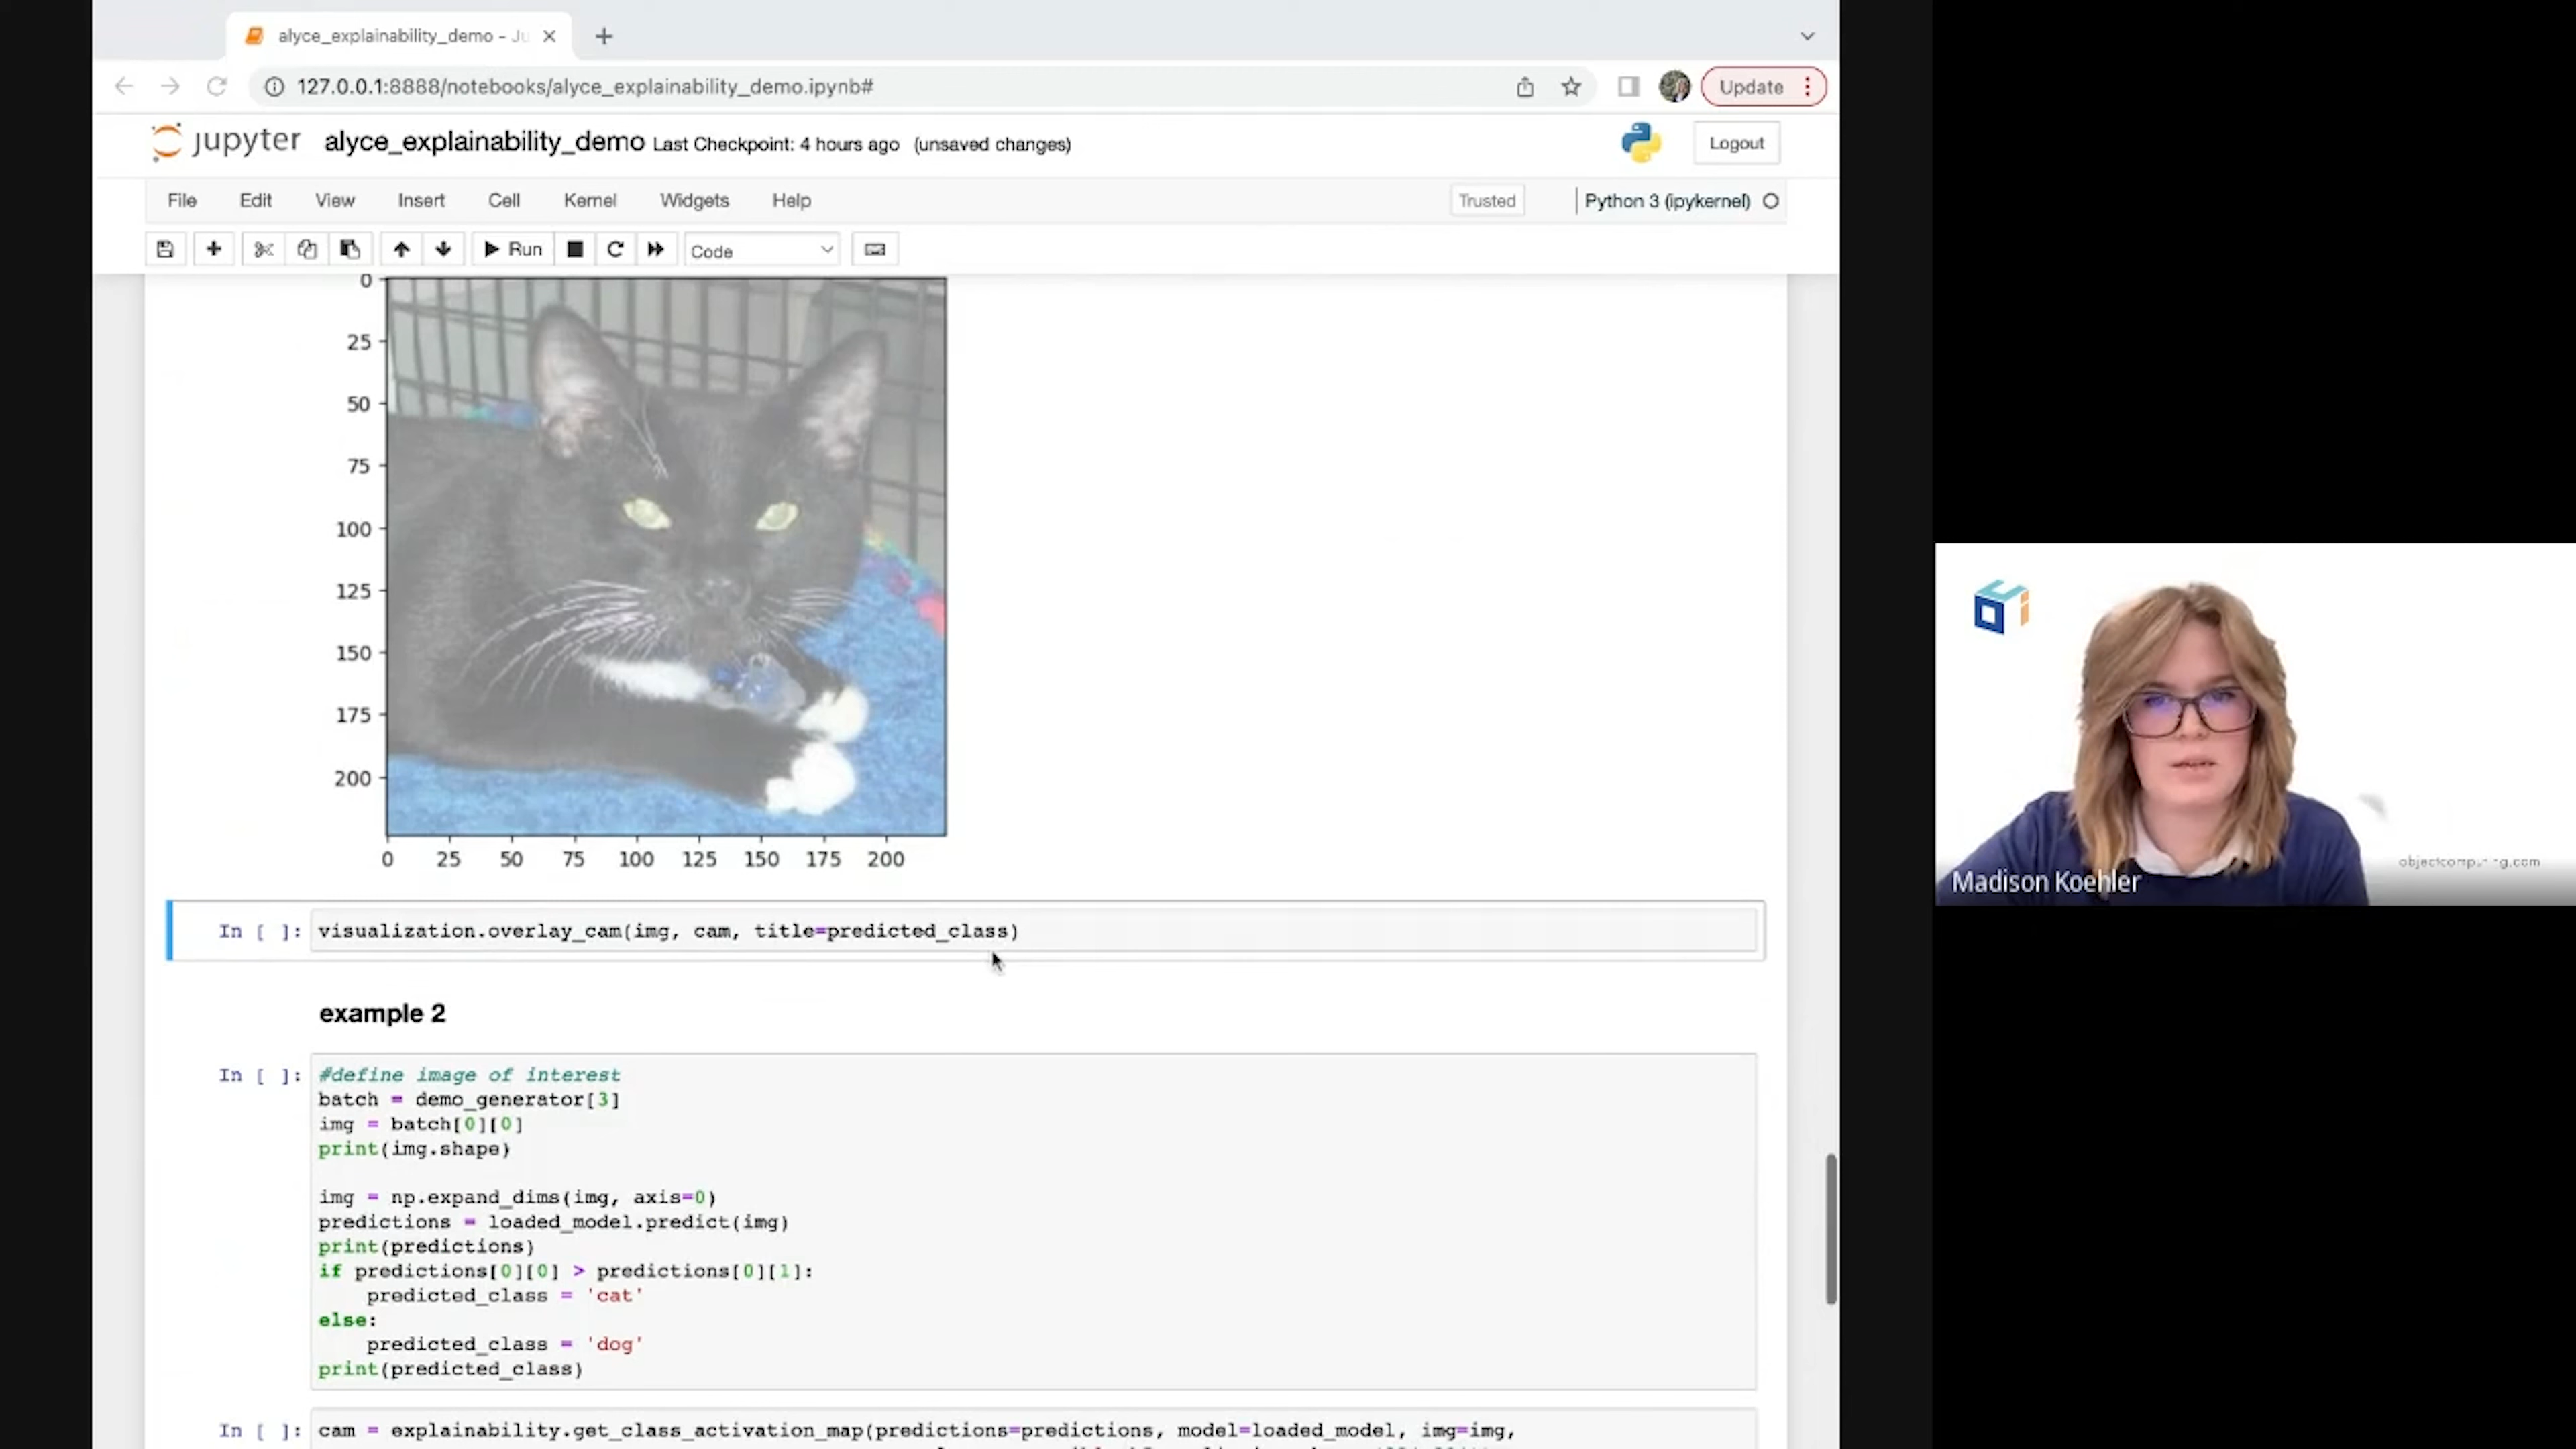 alyce_explainability_demo - Ju
127.0.0.1:8888/notebooks/alyce_explainability_demo.ipynb#
Update
jupyter alyce_explainability_demo Last Checkpoint: 4 hours ago (unsaved changes)
Logout
File Edit View Insert Cell Kernel Widgets Help
Trusted
Python 3 (ipykernel)
Run
Code
0
25
50
75
100
125
150
175
200
0 25 50 75 100 125 150 175 200
In [ ]: visualization.overlay_cam(img, cam, title=predicted_class)
example 2
In [ ]: #define image of interest
batch = demo_generator[3]
img = batch[0][0]
print(img.shape)
img = np.expand_dims(img, axis=0)
predictions = loaded_model.predict(img)
print(predictions)
if predictions[0][0] > predictions[0][1]:
predicted_class = 'cat'
else:
predicted_class = 'dog'
print(predicted_class)
In [ ]: cam = explainability.get_class_activation_map(predictions=predictions, model=loaded_model, img=img,
objectcomputing.com
Madison Koehler